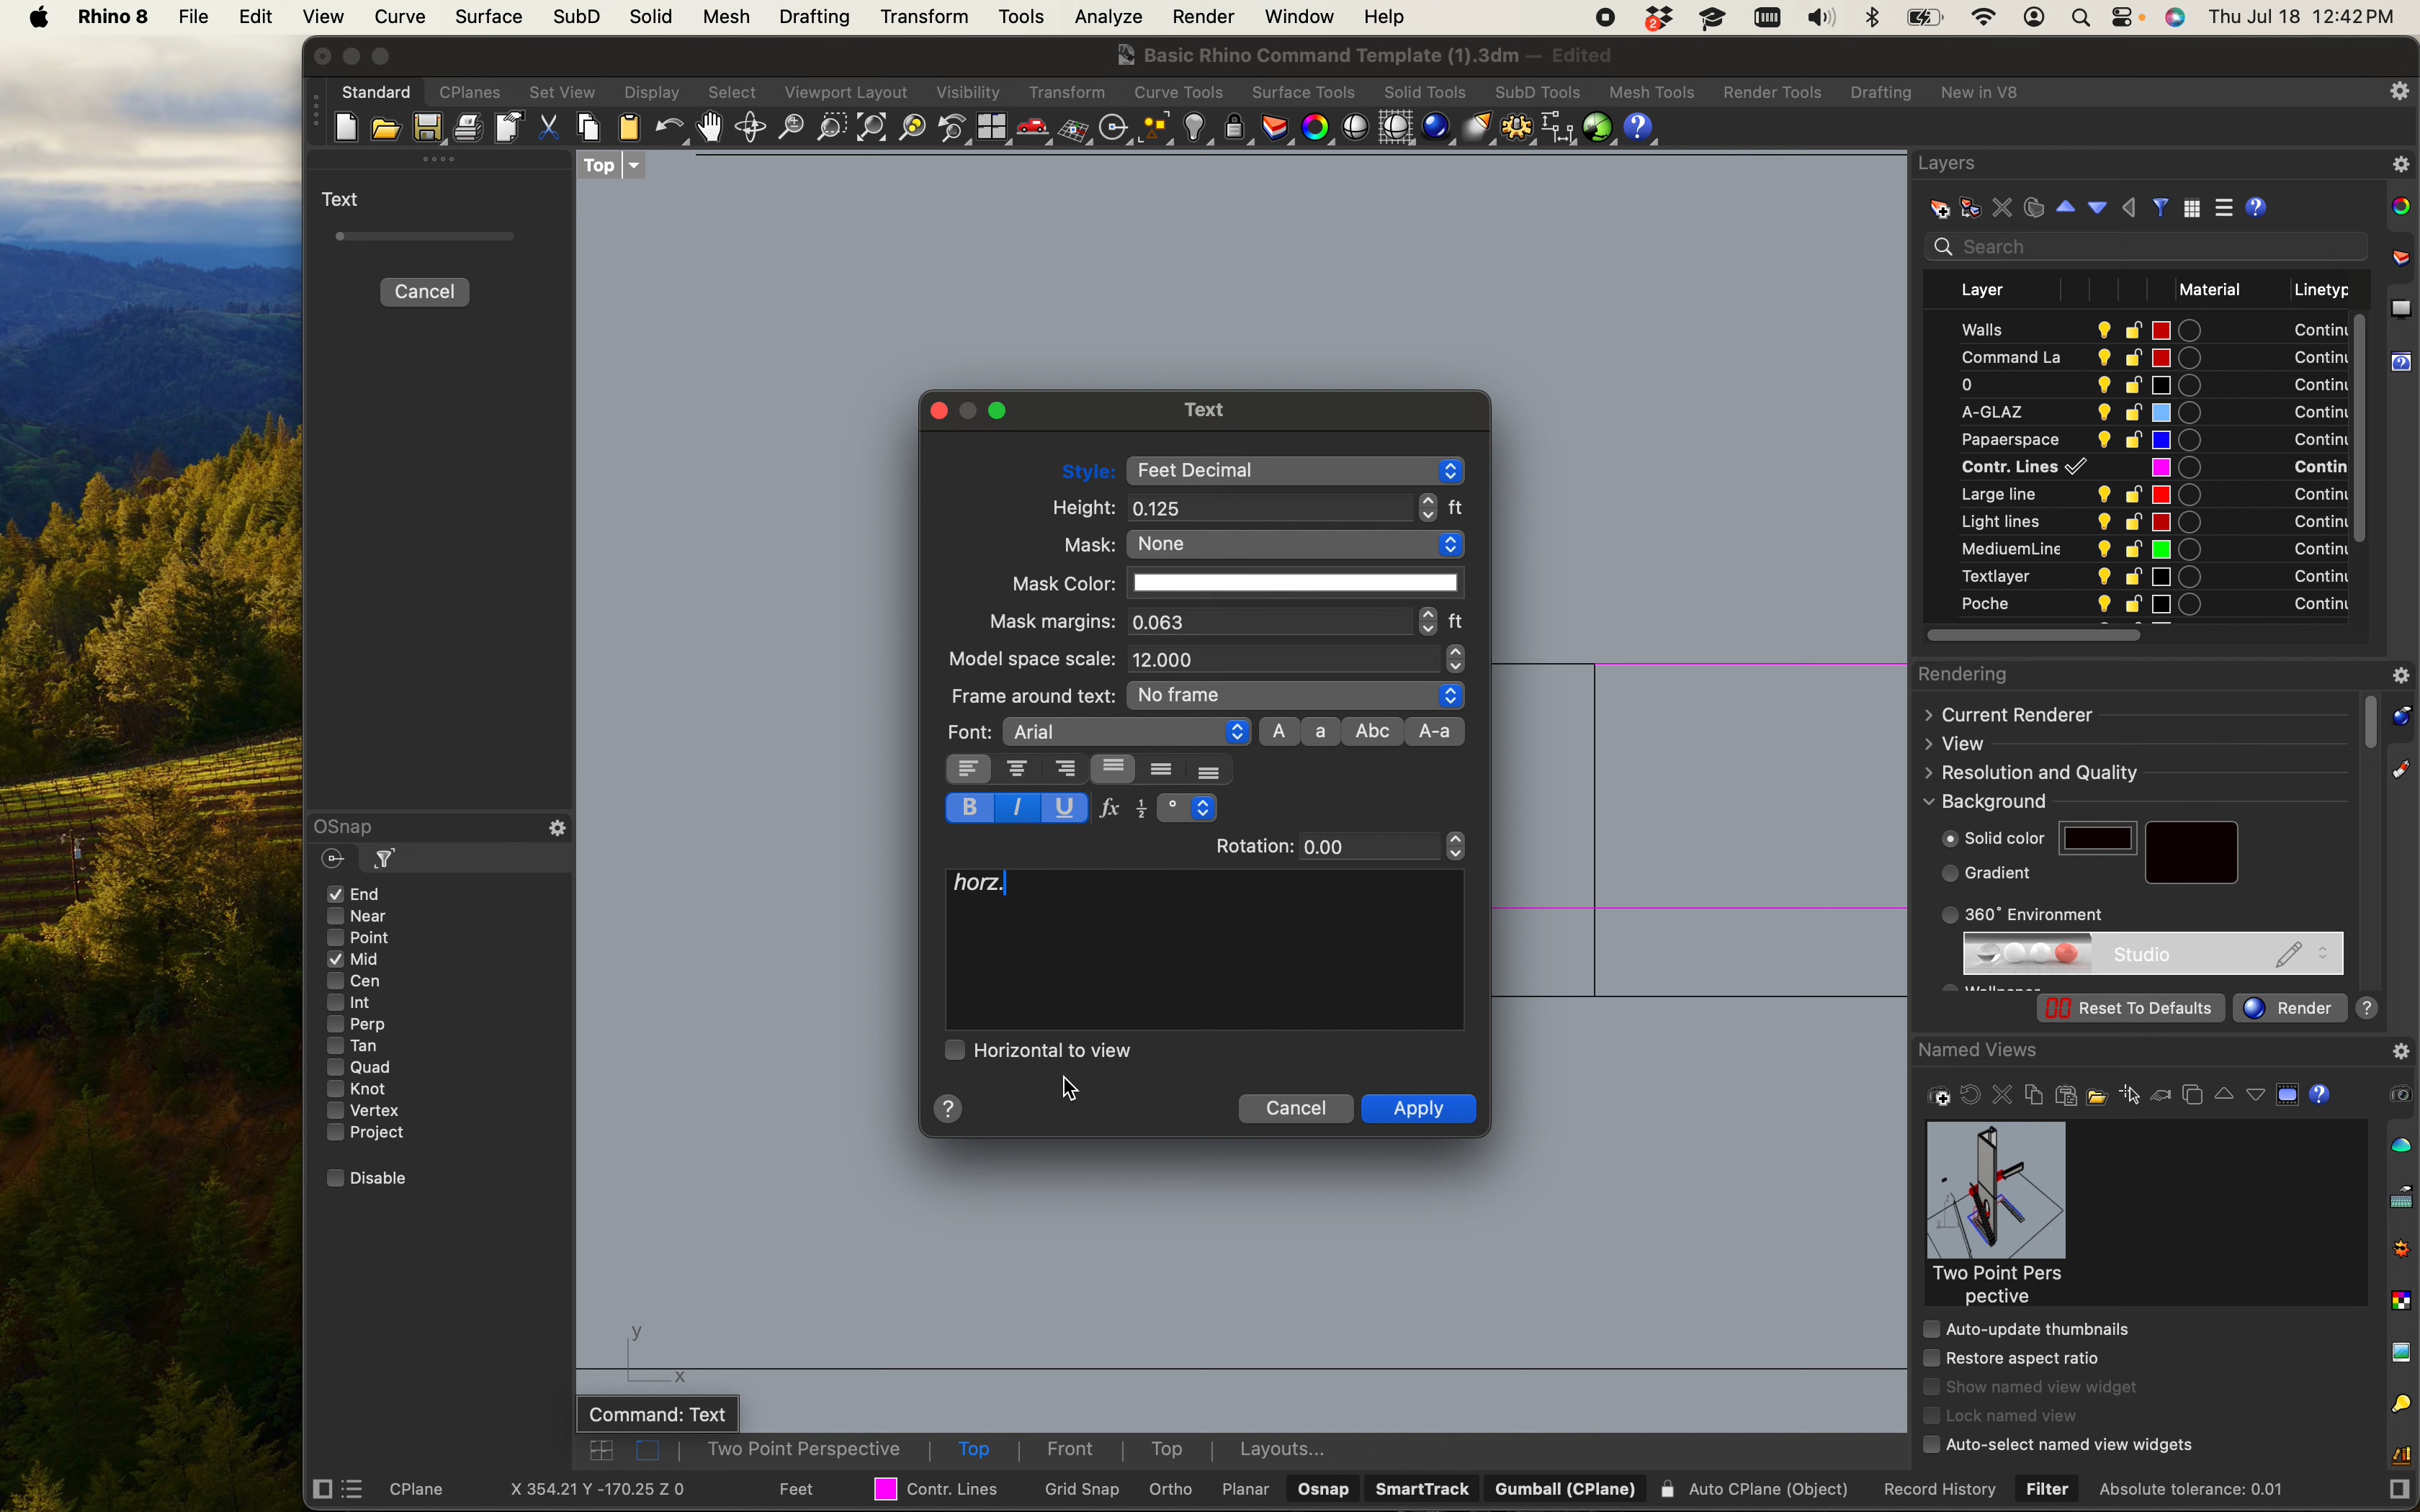 Rhino 8 File Edit View Curve Surface SubD Solid Mesh Drafting Transform Tools Analyze Render Window Help 2 Thu Jul 18 12:42 PM
Basic Rhino Command Template (1).3dm — Edited
Standard CPlanes Set View Display Select Viewport Layout Visibility Transform Curve Tools Surface Tools Solid Tools SubD Tools Mesh Tools Render Tools Drafting New in V8
Text
Cancel
OSnap
End
Near
Point
Mid
Cen
Int
Perp
Tan
Quad
Knot
Vertex
Project
Disable
Top
Text
Style: Feet Decimal
Height: 0.125 ft
Mask: None
Mask Color:
Mask margins: 0.063 ft
Model space scale: 12.000
Frame around text: No frame
Font: Arial A a Abc A-a
B I U fx 1/2 °
Rotation: 0.00
horz.
Horizontal to view
? Cancel Apply
y
x
Command: Text
Two Point Perspective Top Front Top Layouts...
Layers
Search
Layer Material Linetyp
Walls Continu
Command La Continu
0 Continu
A-GLAZ Continu
Papaerspace Continu
Contr. Lines Contin
Large line Continu
Light lines Continu
MediuemLine Continu
Textlayer Continu
Poche Continu
Rendering
Current Renderer
View
Resolution and Quality
Background
Solid color
Gradient
360° Environment
Studio
Wallpaper
Reset To Defaults Render ?
Named Views
Two Point Pers
pective
Auto-update thumbnails
Restore aspect ratio
Show named view widget
Lock named view
Auto-select named view widgets
CPlane X 354.21 Y -170.25 Z 0 Feet Contr. Lines Grid Snap Ortho Planar Osnap SmartTrack Gumball (CPlane) Auto CPlane (Object) Record History Filter Absolute tolerance: 0.01